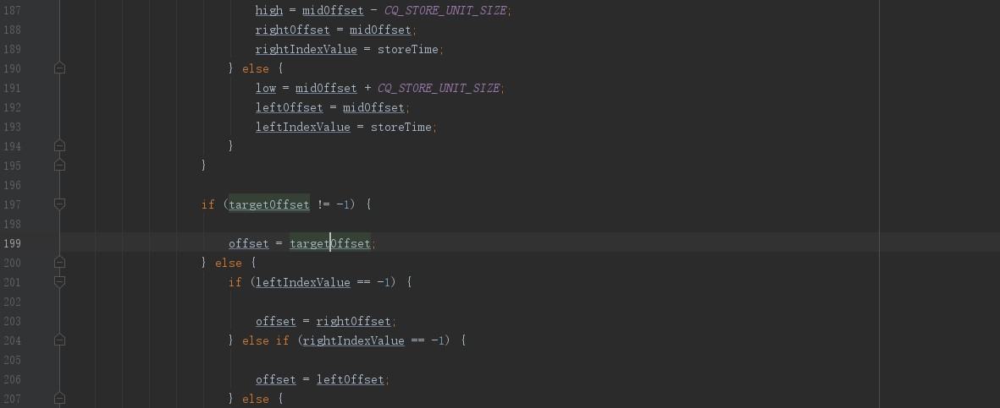 187 high = midOffset - CQ_STORE_UNIT_SIZE;
188 rightOffset = midOffset;
189 rightIndexValue = storeTime;
190 } else {
191 low = midOffset + CQ_STORE_UNIT_SIZE;
192 leftOffset = midOffset;
193 leftIndexValue = storeTime;
194 }
195 }
196
197 if (targetOffset != -1) {
198
199 offset = targetOffset;
200 } else {
201 if (leftIndexValue == -1) {
202
203 offset = rightOffset;
204 } else if (rightIndexValue == -1) {
205
206 offset = leftOffset;
207 } else {